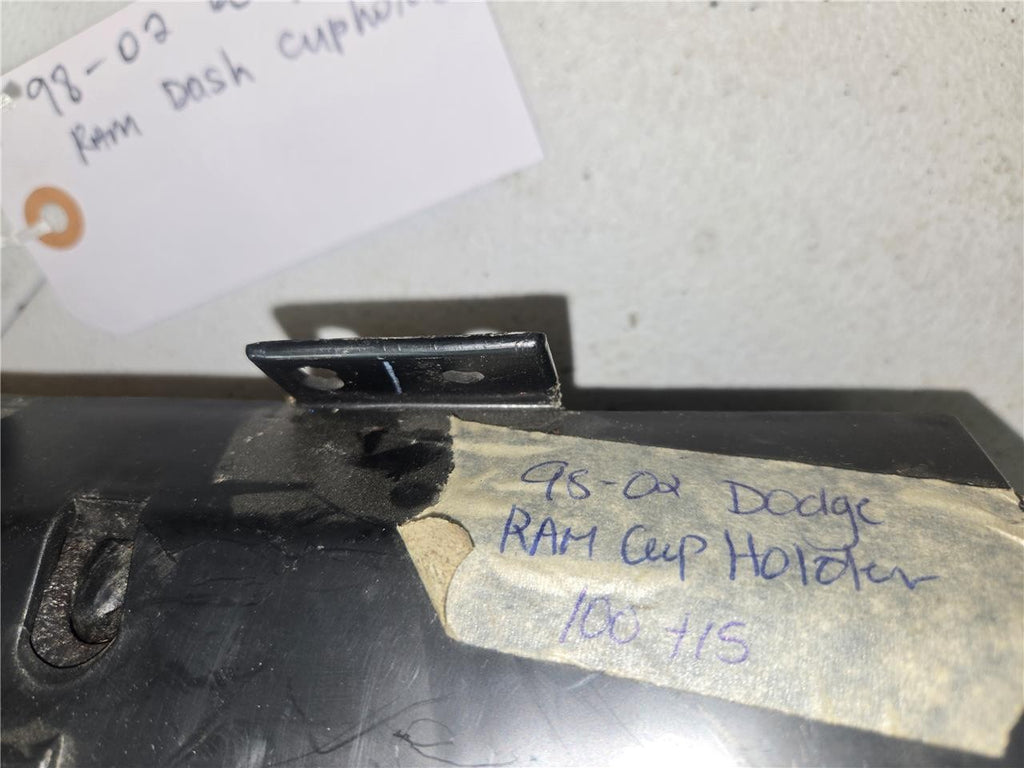 98-02
RAM Dash cuphol
98-02 Dodge
RAM Cup Holder
100 +15